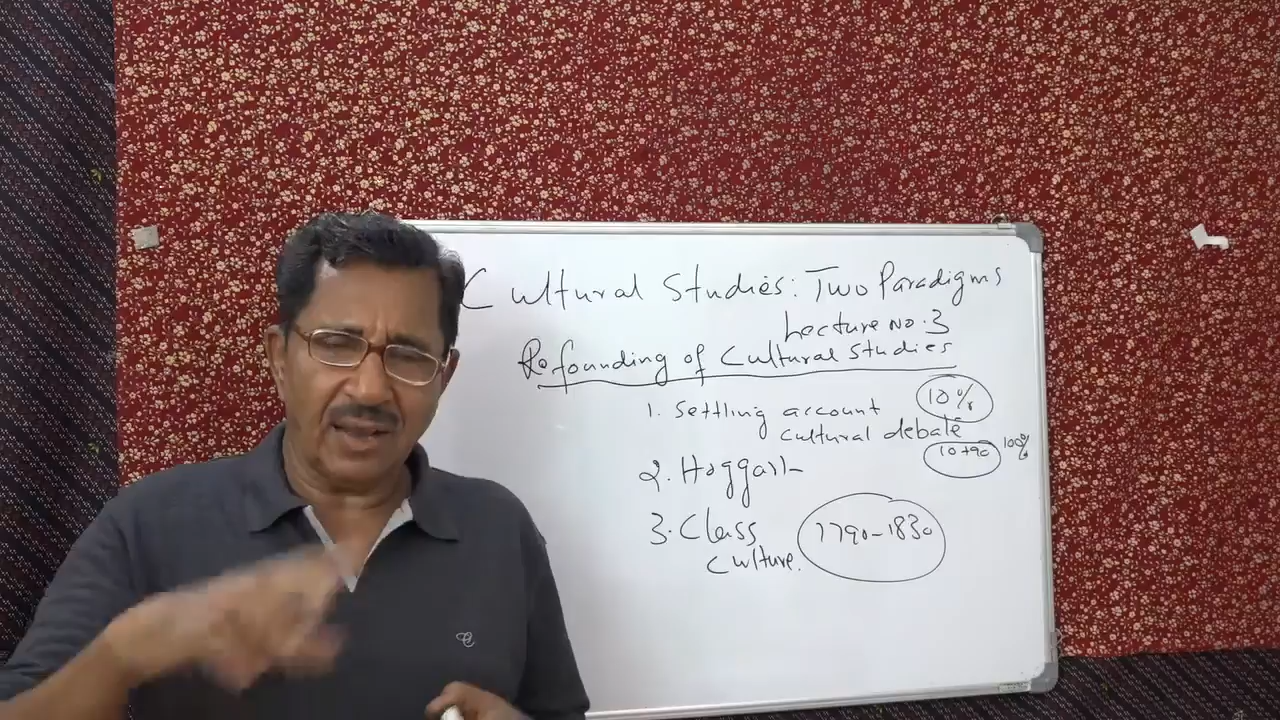 Cultural Studies: Two Paradigms
Lecture No. 3
Refounding of Cultural Studies
1. Settling account 10%
cultural debate
10+90 100%
2. Hoggart
3. Class 1790-1830
Culture.